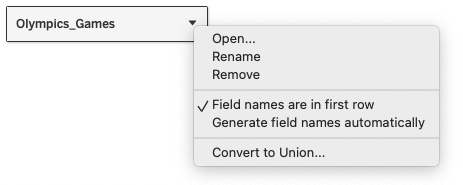 Olympics_Games
Open...
Rename
Remove
✓ Field names are in first row
Generate field names automatically
Convert to Union...